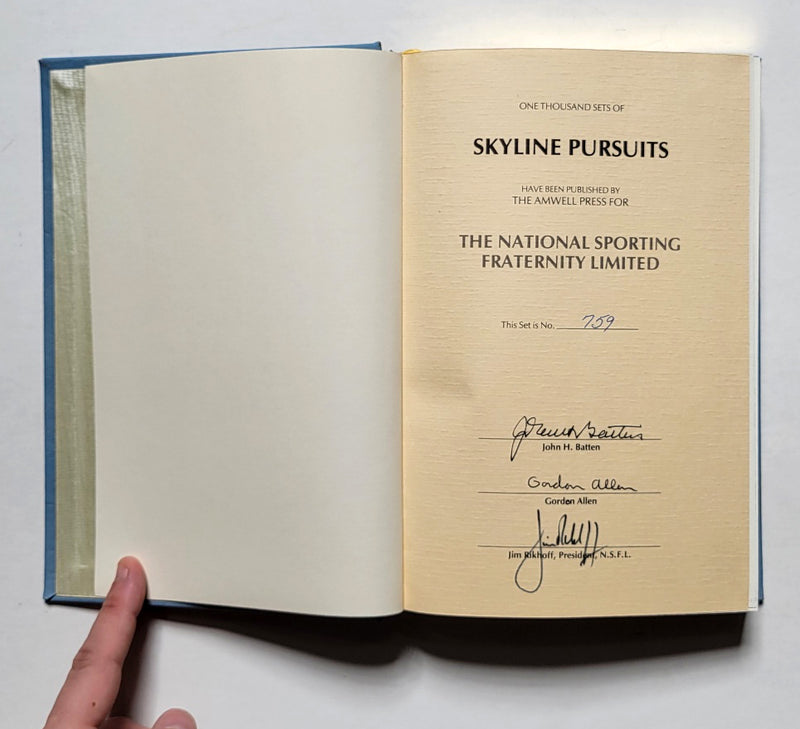 ONE THOUSAND SETS OF
SKYLINE PURSUITS
HAVE BEEN PUBLISHED BY
THE AMWELL PRESS FOR
THE NATIONAL SPORTING
FRATERNITY LIMITED
This Set is No. 759
John H. Batten
Gordon Allen
Gordon Allen
Jim Rikhoff, President, N.S.F.L.